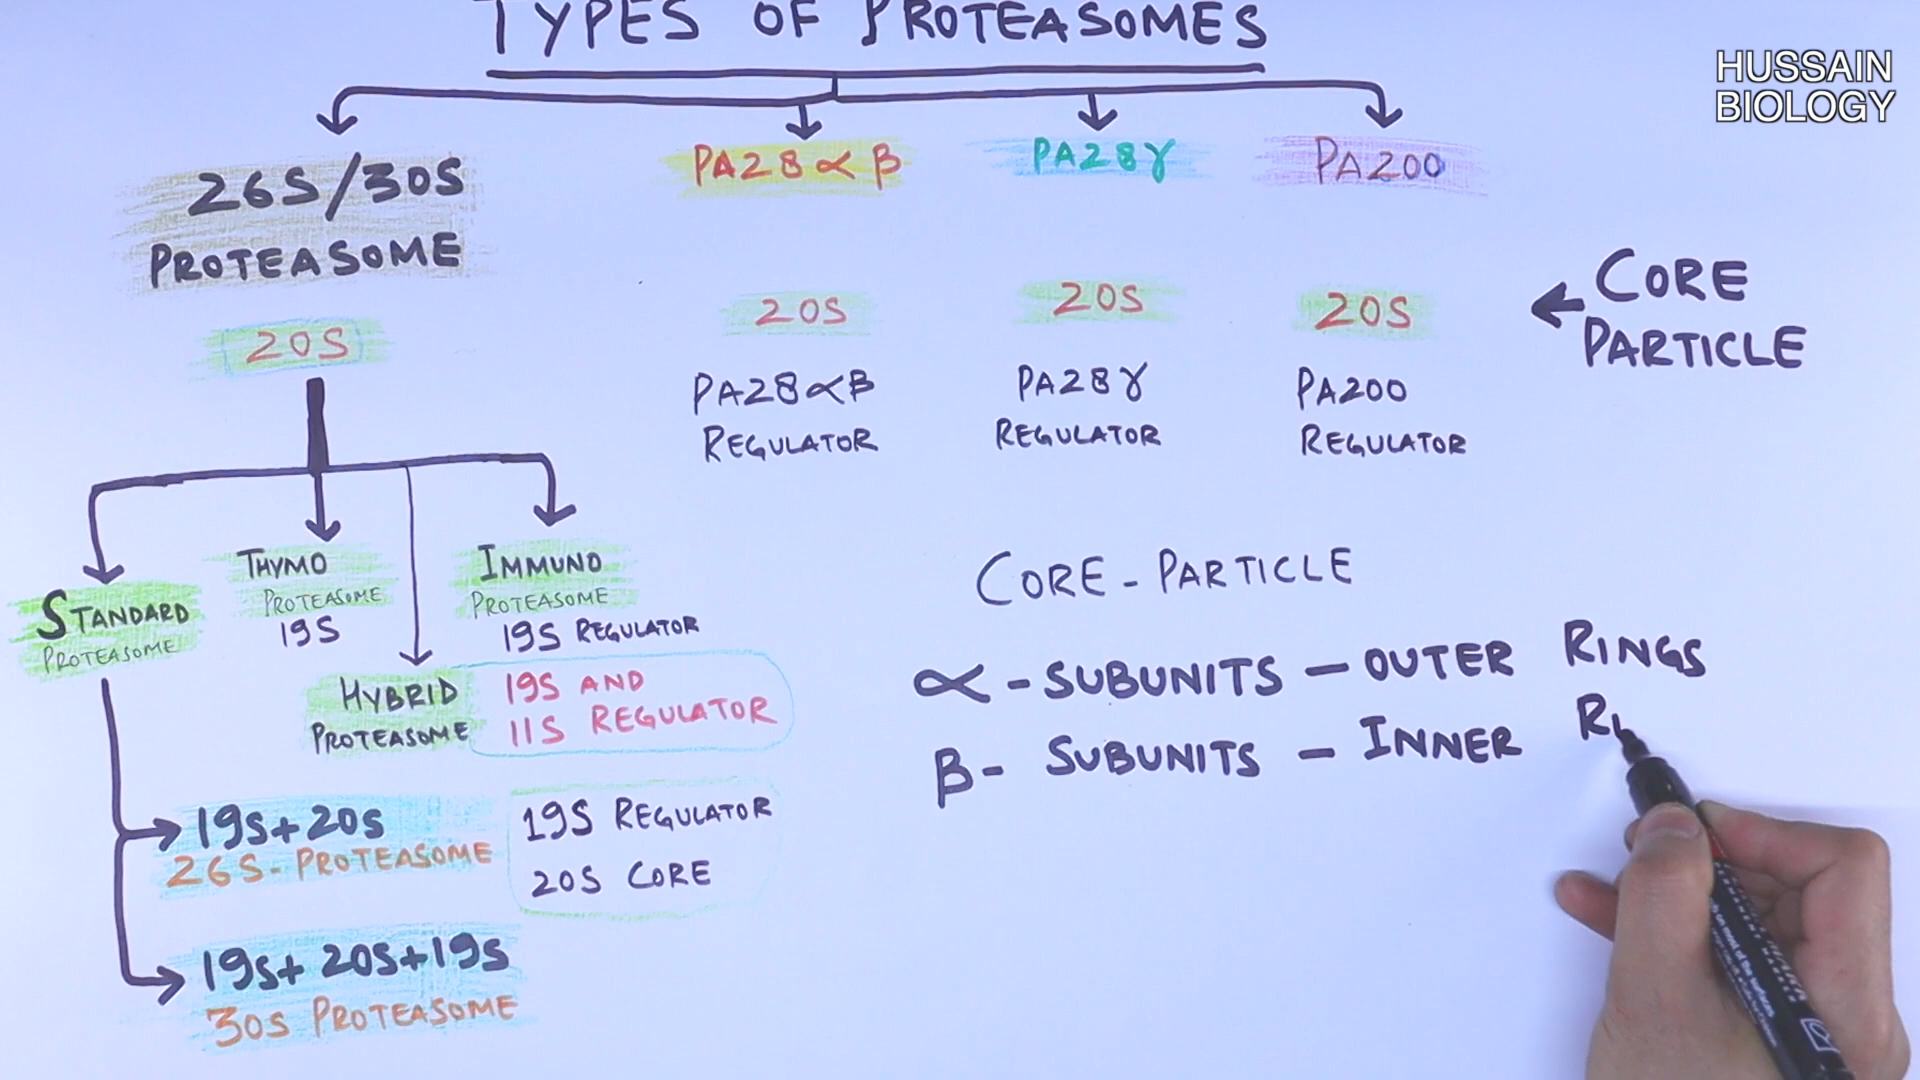 TYPES OF PROTEASOMES
HUSSAIN
BIOLOGY
26S/30S
PROTEASOME
PA28αβ
PA28γ
PA200
20S
20S
20S
20S
← CORE
PARTICLE
PA28αβ
REGULATOR
PA28γ
REGULATOR
PA200
REGULATOR
STANDARD
PROTEASOME
THYMO
PROTEASOME
19S
IMMUNO
PROTEASOME
19S REGULATOR
HYBRID
PROTEASOME
19S AND
11S REGULATOR
19S+20S
26S-PROTEASOME
19S REGULATOR
20S CORE
19S+20S+19S
30S PROTEASOME
CORE-PARTICLE
α-SUBUNITS – OUTER RINGS
β- SUBUNITS – INNER RI